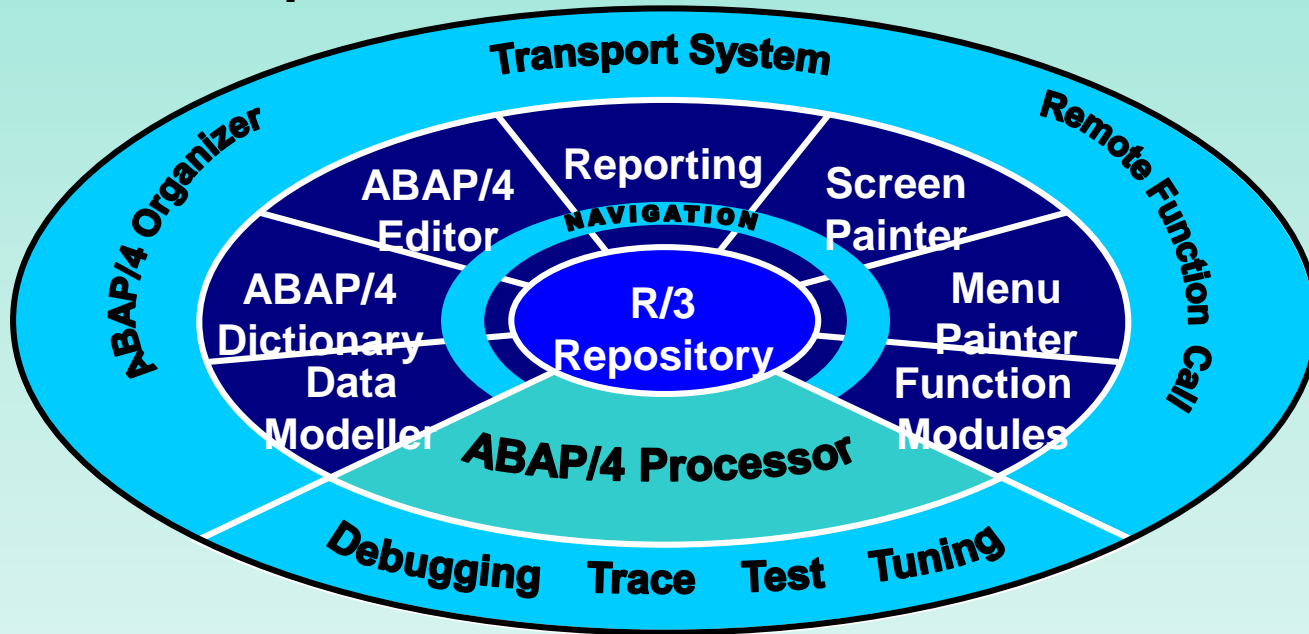 Transport System
ABAP/4 Organizer
Remote Function Call
Reporting
ABAP/4
Editor
Screen
Painter
NAVIGATION
ABAP/4
Dictionary
R/3
Repository
Menu
Painter
Data
Modeller
Function
Modules
ABAP/4 Processor
Debugging Trace Test Tuning